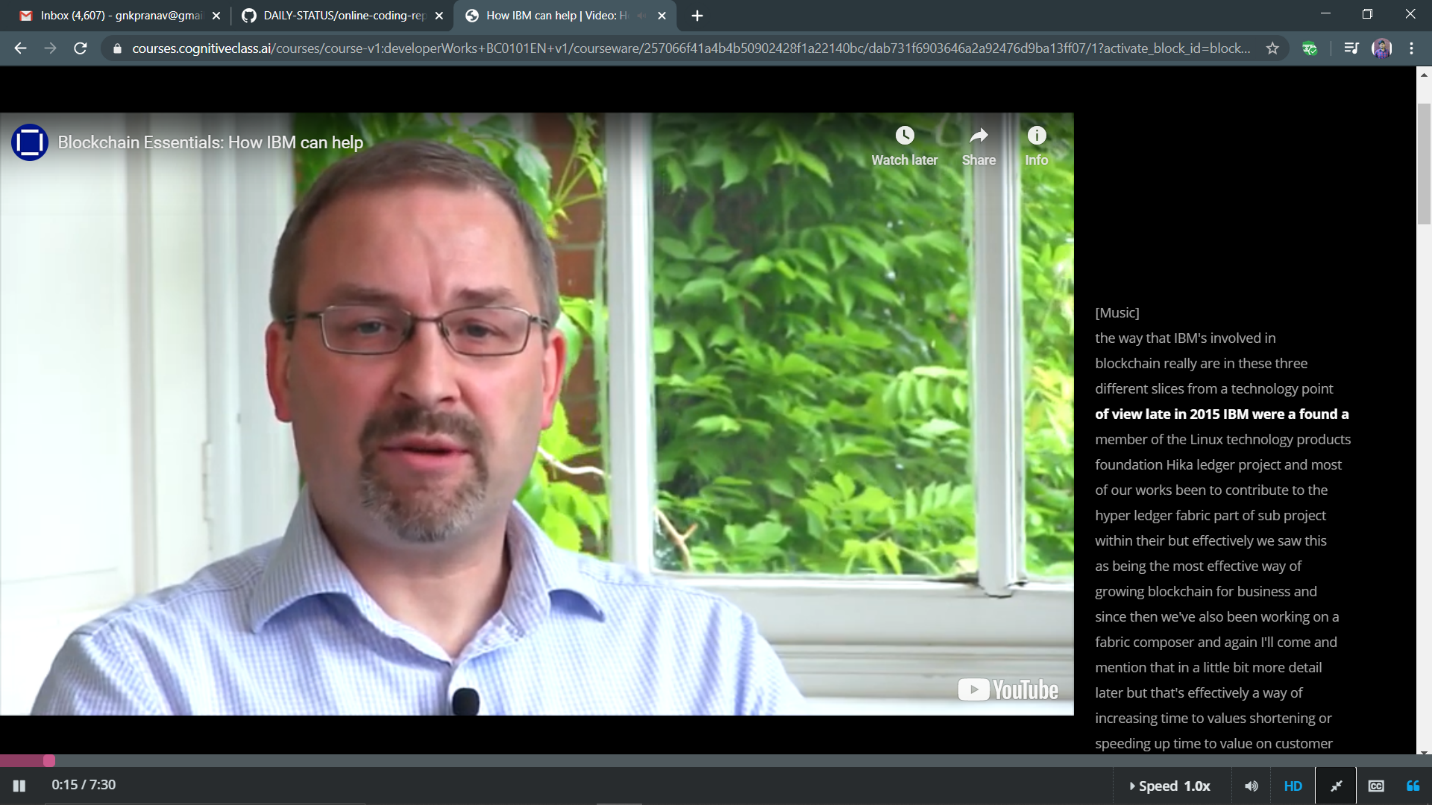 Inbox (4,607) - gnkpranav@gmai
DAILY-STATUS/online-coding-rep
How IBM can help | Video: H
courses.cognitiveclass.ai/courses/course-v1:developerWorks+BC0101EN+v1/courseware/257066f41a4b4b50902428f1a22140bc/dab731f6903646a2a92476d9ba13ff07/1?activate_block_id=block...
Blockchain Essentials: How IBM can help
Watch later
Share
Info
[Music]
the way that IBM's involved in
blockchain really are in these three
different slices from a technology point
of view late in 2015 IBM were a found a
member of the Linux technology products
foundation Hika ledger project and most
of our works been to contribute to the
hyper ledger fabric part of sub project
within their but effectively we saw this
as being the most effective way of
growing blockchain for business and
since then we've also been working on a
fabric composer and again I'll come and
mention that in a little bit more detail
later but that's effectively a way of
increasing time to values shortening or
speeding up time to value on customer
YouTube
0:15 / 7:30
Speed 1.0x
HD
CC